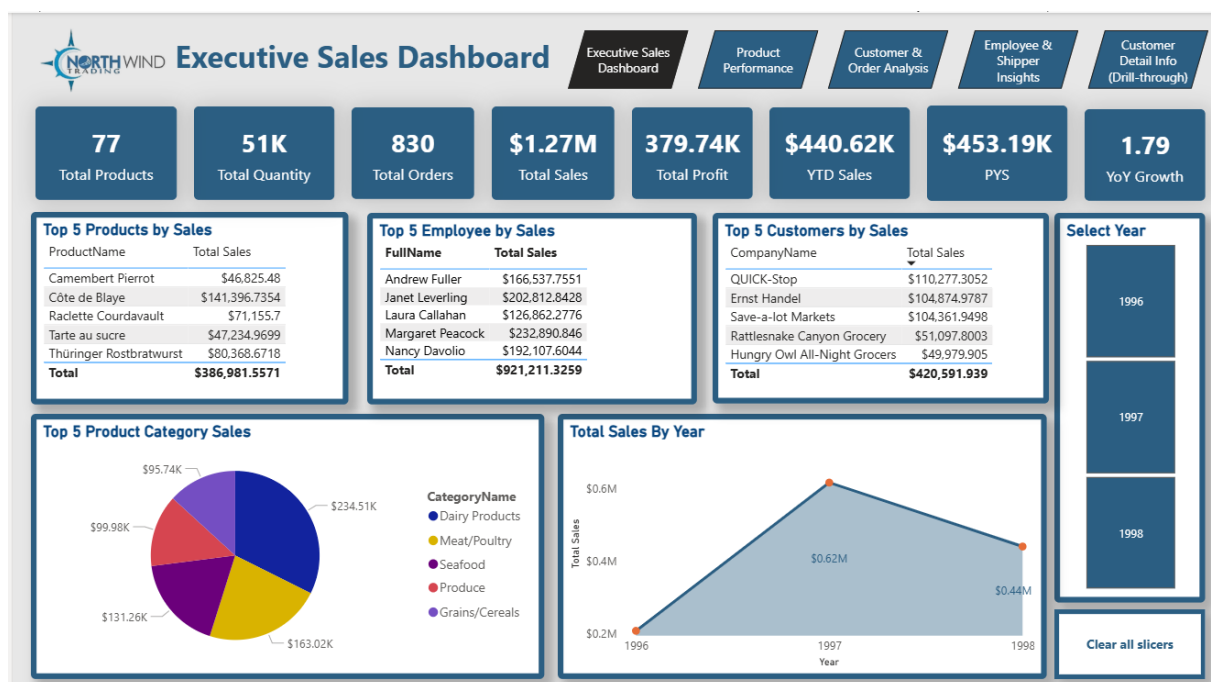 NORTHWIND
TRADING
Executive Sales Dashboard
Executive Sales
Dashboard
Product
Performance
Customer &
Order Analysis
Employee &
Shipper
Insights
Customer
Detail Info
(Drill-through)
77
Total Products
51K
Total Quantity
830
Total Orders
$1.27M
Total Sales
379.74K
Total Profit
$440.62K
YTD Sales
$453.19K
PYS
1.79
YoY Growth
Top 5 Products by Sales
ProductName Total Sales
Camembert Pierrot $46,825.48
Côte de Blaye $141,396.7354
Raclette Courdavault $71,155.7
Tarte au sucre $47,234.9699
Thüringer Rostbratwurst $80,368.6718
Total $386,981.5571
Top 5 Employee by Sales
FullName Total Sales
Andrew Fuller $166,537.7551
Janet Leverling $202,812.8428
Laura Callahan $126,862.2776
Margaret Peacock $232,890.846
Nancy Davolio $192,107.6044
Total $921,211.3259
Top 5 Customers by Sales
CompanyName Total Sales
QUICK-Stop $110,277.3052
Ernst Handel $104,874.9787
Save-a-lot Markets $104,361.9498
Rattlesnake Canyon Grocery $51,097.8003
Hungry Owl All-Night Grocers $49,979.905
Total $420,591.939
Select Year
1996
1997
1998
Clear all slicers
Top 5 Product Category Sales
$95.74K
$234.51K
$99.98K
$131.26K
$163.02K
CategoryName
Dairy Products
Meat/Poultry
Seafood
Produce
Grains/Cereals
Total Sales By Year
Total Sales
$0.6M
$0.4M
$0.2M
$0.62M
$0.44M
1996 1997 1998
Year